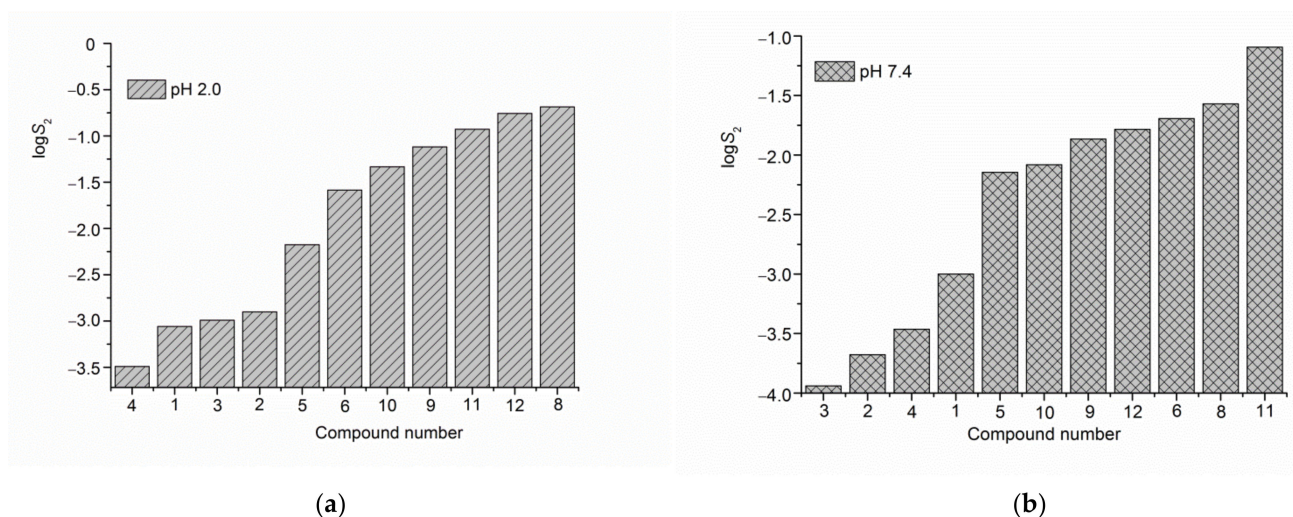 0
−0.5
−1.0
−1.5
−2.0
−2.5
−3.0
−3.5
logS2
pH 2.0
4 1 3 2 5 6 10 9 11 12 8
Compound number
(a)
−1.0
−1.5
−2.0
−2.5
−3.0
−3.5
−4.0
logS2
pH 7.4
3 2 4 1 5 10 9 12 6 8 11
Compound number
(b)